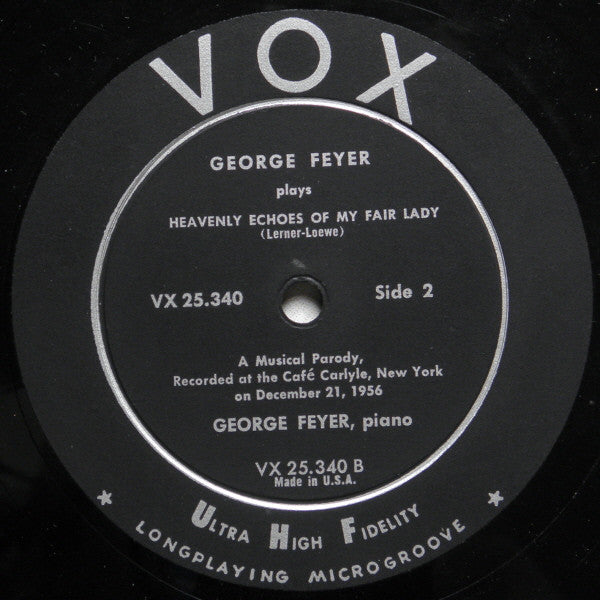 VOX
GEORGE FEYER
plays
HEAVENLY ECHOES OF MY FAIR LADY
(Lerner-Loewe)
VX 25.340 Side 2
A Musical Parody,
Recorded at the Café Carlyle, New York
on December 21, 1956
GEORGE FEYER, piano
VX 25.340 B
Made in U.S.A.
ULTRA HIGH FIDELITY
LONGPLAYING MICROGROOVE